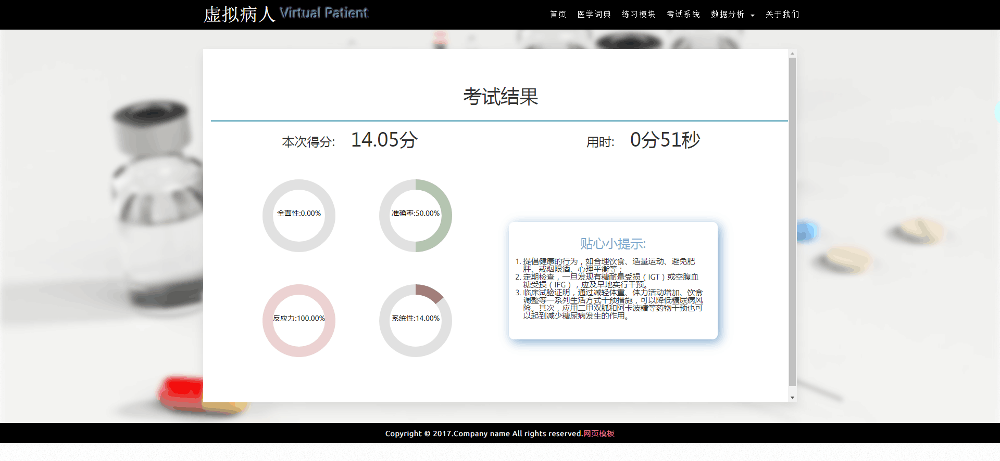 虚拟病人 Virtual Patient
首页 医学词典 练习模块 考试系统 数据分析 关于我们
考试结果
本次得分: 14.05分 用时: 0分51秒
全面性:0.00% 准确率:50.00%
反应力:100.00% 系统性:14.00%
贴心小提示:
1. 提倡健康的行为，如合理饮食、适量运动、避免肥
胖、戒烟限酒、心理平衡等；
2. 定期检查，一旦发现有糖耐量受损（IGT）或空腹血
糖受损（IFG），应及早地实行干预。
3. 临床试验证明，通过减轻体重、体力活动增加、饮食
调整等一系列生活方式干预措施，可以降低糖尿病风
险。其次，应用二甲双胍和阿卡波糖等药物干预也可
以起到减少糖尿病发生的作用。
Copyright © 2017.Company name All rights reserved.网页模板